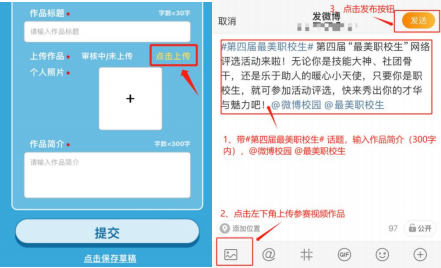 作品标题 字数<30字
请输入作品标题
上传作品 审核中/未上传 点击上传
个人照片
+
作品简介 字数<300字
请输入作品简介
提交
点击保存草稿
3、点击发布按钮
取消 发微博 发送
#第四届最美职校生# 第四届“最美职校生”网络
评选活动来啦！无论你是技能大神、社团骨
干，还是乐于助人的暖心小天使，只要你是职
校生，就可参加活动评选，快来秀出你的才华
与魅力吧！@微博校园 @最美职校生
1、带#第四届最美职校生# 话题，输入作品简介（300字
内），@微博校园 @最美职校生
2、点击左下角上传参赛视频作品
添加位置 97 公开
@ # GIF